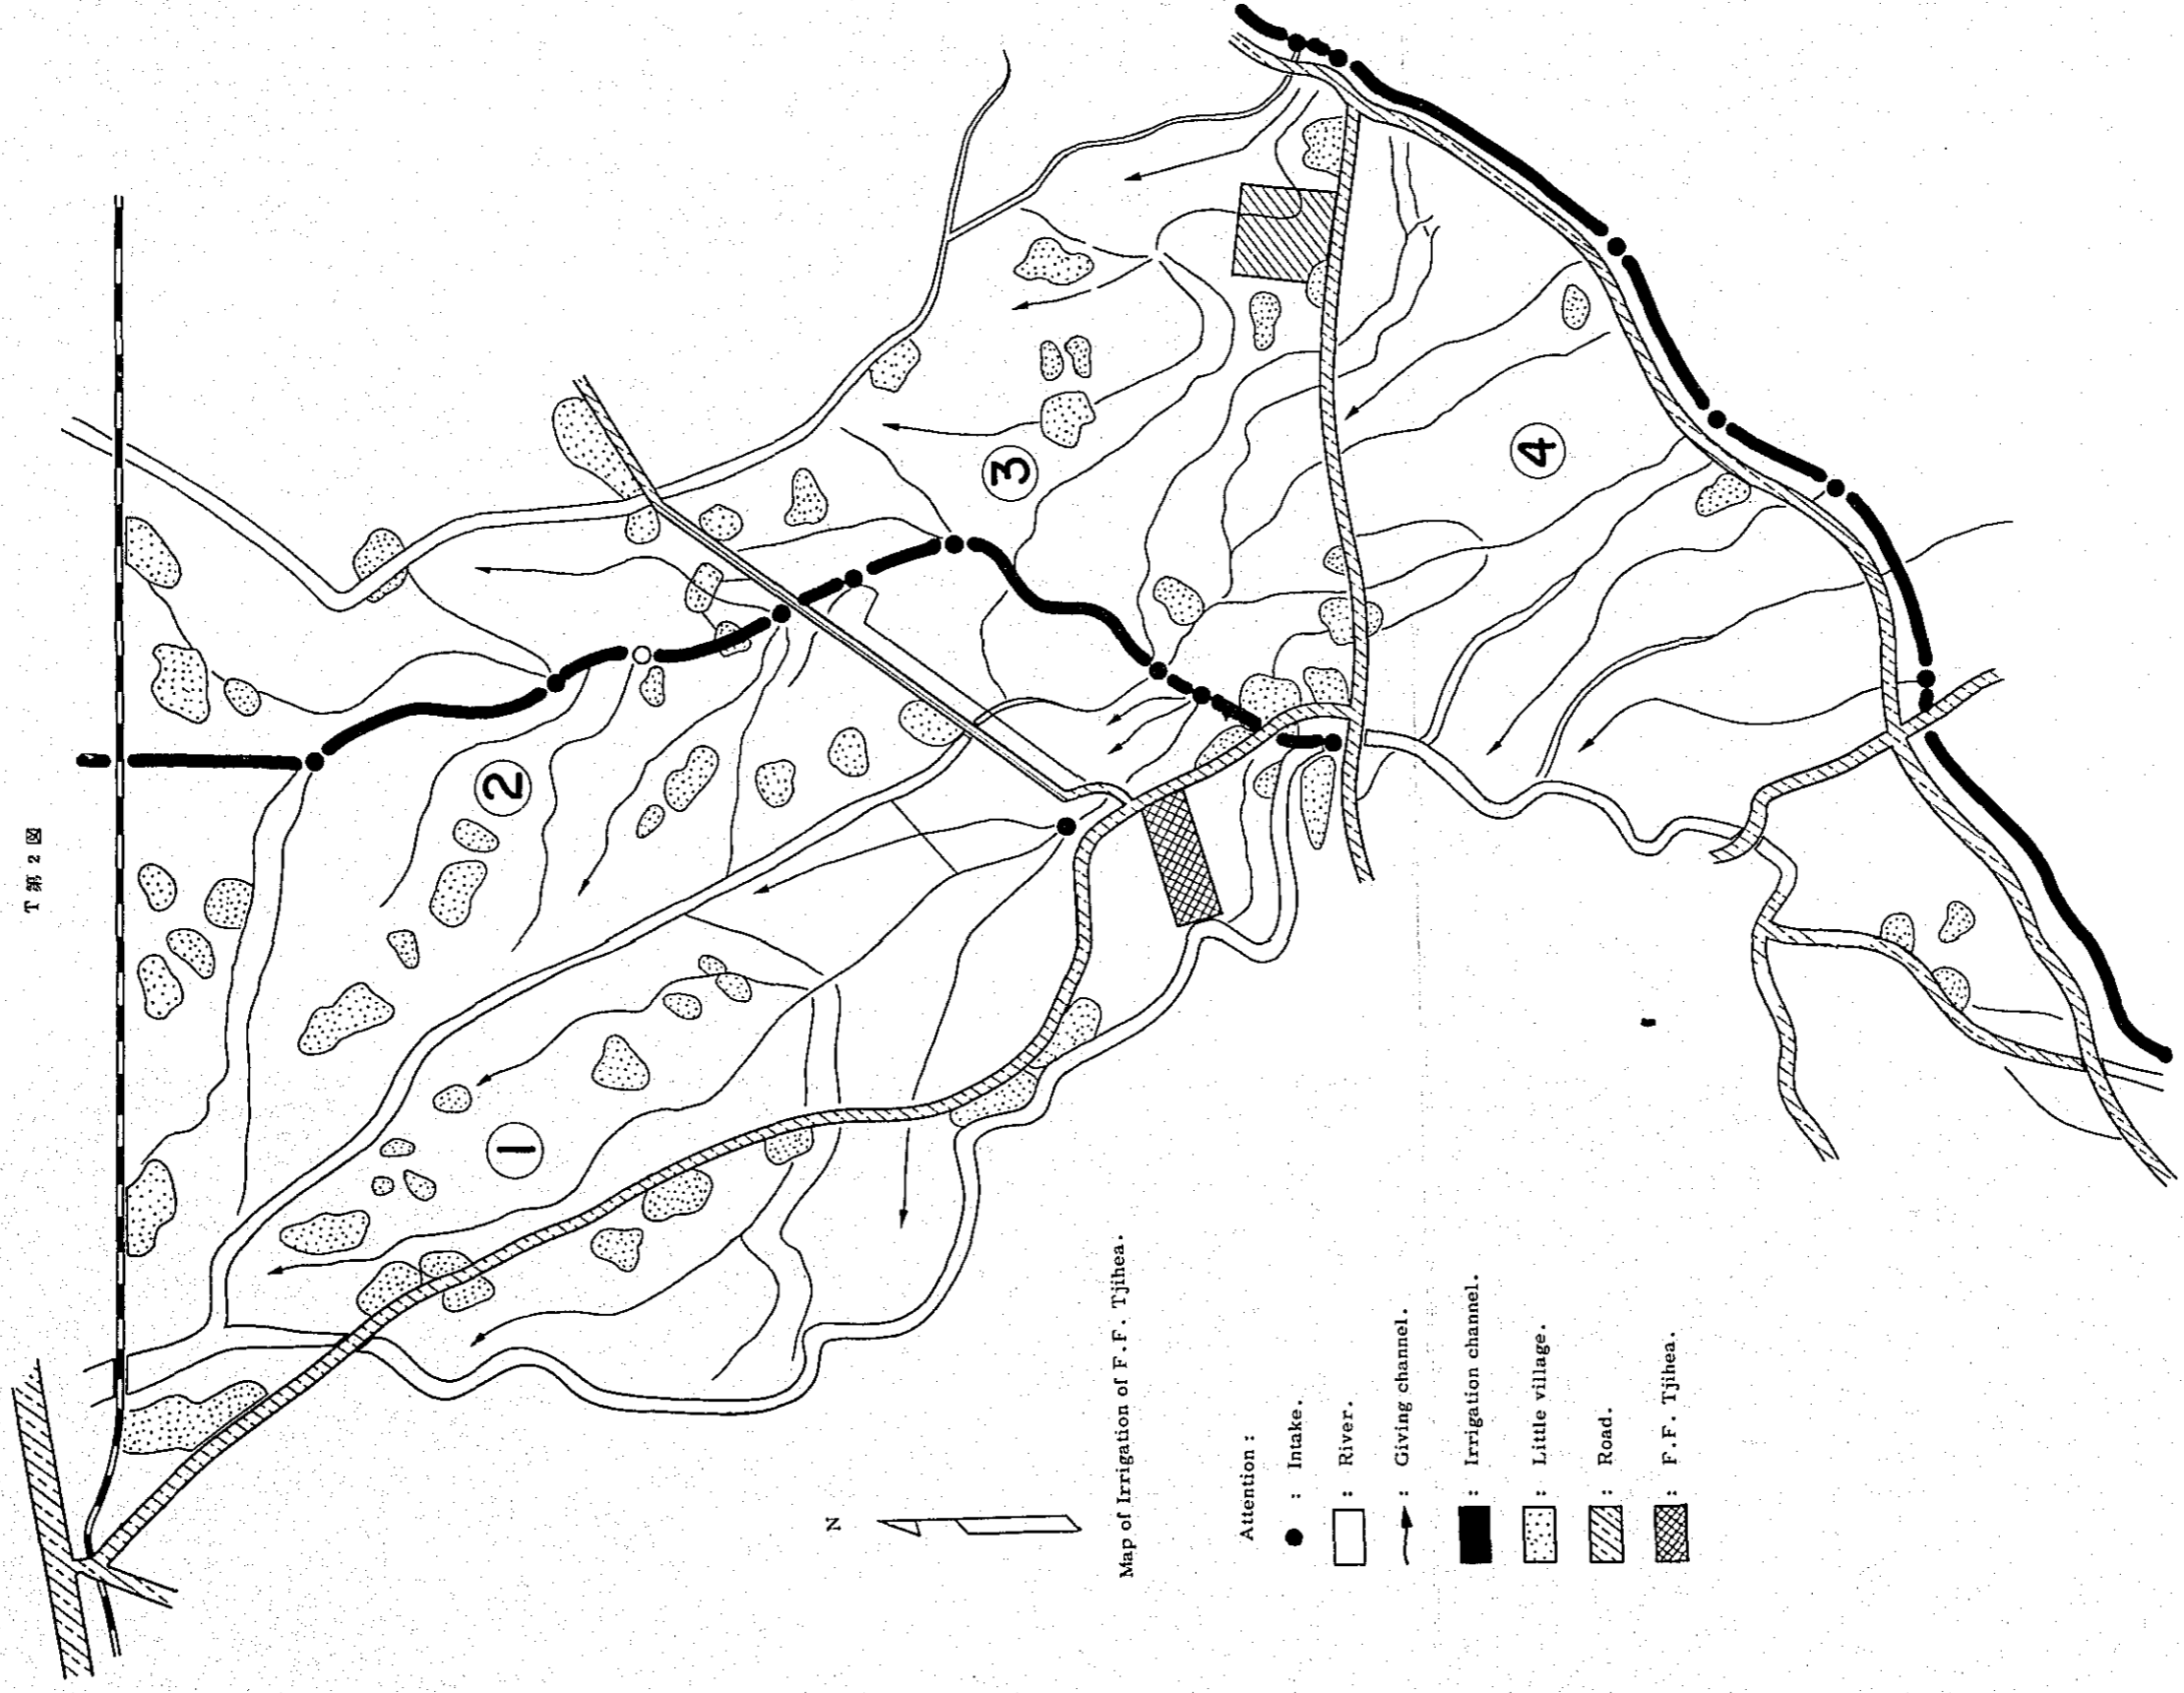 T 第 2 図
2
3
4
1
N
Map of Irrigation of F.F. Tjihea.
Attention :
: Intake.
: River.
: Giving channel.
: Irrigation channel.
: Little village.
: Road.
: F.F. Tjihea.